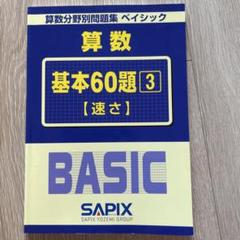 算数分野別問題集 ベイシック
算数
基本60題 3
【速さ】
BASIC
SAPIX
SAPIX YOZEMI GROUP